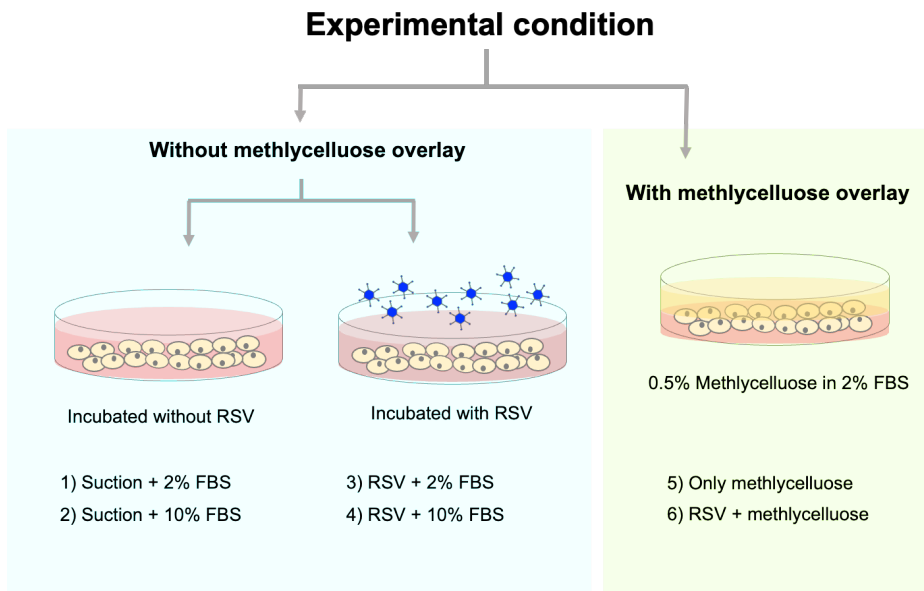 Experimental condition
Without methlycelluose overlay
With methlycelluose overlay
Incubated without RSV
Incubated with RSV
0.5% Methlycelluose in 2% FBS
1) Suction + 2% FBS
2) Suction + 10% FBS
3) RSV + 2% FBS
4) RSV + 10% FBS
5) Only methlycelluose
6) RSV + methlycelluose